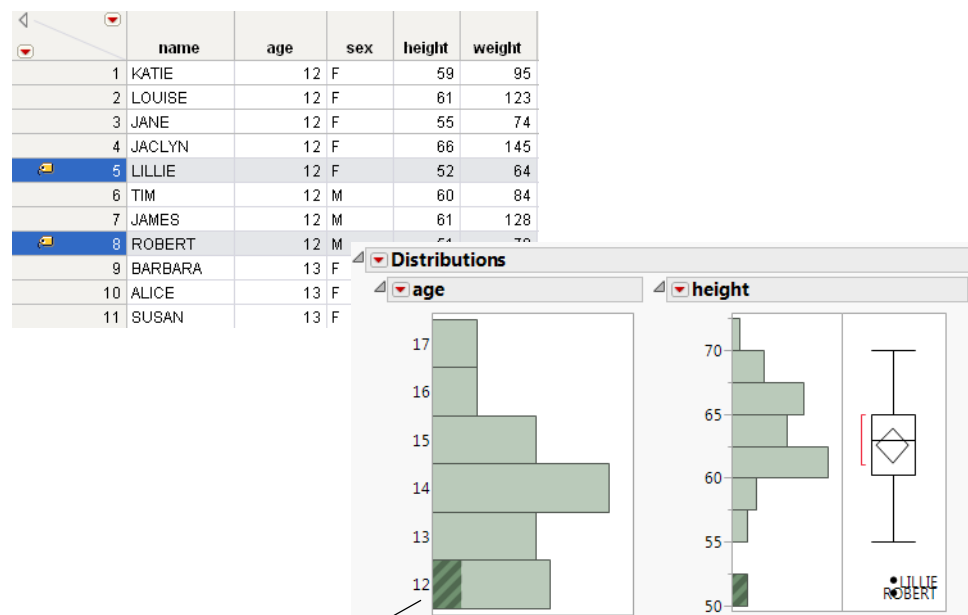 name age sex height weight
1 KATIE 12 F 59 95
2 LOUISE 12 F 61 123
3 JANE 12 F 55 74
4 JACLYN 12 F 66 145
5 LILLIE 12 F 52 64
6 TIM 12 M 60 84
7 JAMES 12 M 61 128
8 ROBERT 12 M
9 BARBARA 13 F
10 ALICE 13 F
11 SUSAN 13 F
Distributions
age
17
16
15
14
13
12
height
70
65
60
55
50
LILLIE
ROBERT